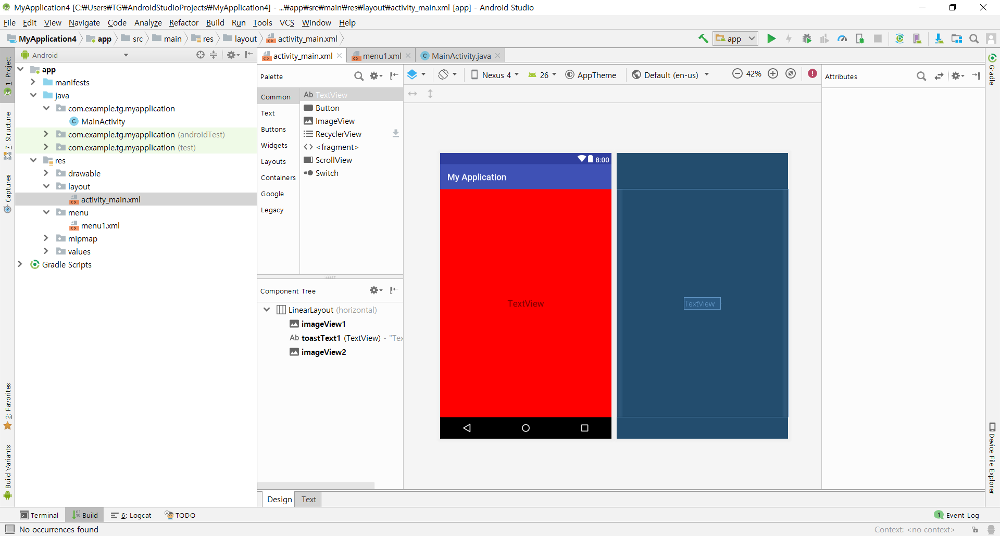 MyApplication4 [C:₩Users₩TG₩AndroidStudioProjects₩MyApplication4] - ...₩app₩src₩main₩res₩layout₩activity_main.xml [app] - Android Studio
File Edit View Navigate Code Analyze Refactor Build Run Tools VCS Window Help
MyApplication4 app src main res layout activity_main.xml
app
1: Project
7: Structure
Captures
2: Favorites
Build Variants
Android
app
manifests
java
com.example.tg.myapplication
MainActivity
com.example.tg.myapplication (androidTest)
com.example.tg.myapplication (test)
res
drawable
layout
activity_main.xml
menu
menu1.xml
mipmap
values
Gradle Scripts
activity_main.xml menu1.xml MainActivity.java
Palette
Common
Text
Buttons
Widgets
Layouts
Containers
Google
Legacy
Ab TextView
Button
ImageView
RecyclerView
<fragment>
ScrollView
Switch
Component Tree
LinearLayout (horizontal)
imageView1
Ab toastText1 (TextView) - "Tex
imageView2
Nexus 4 26 AppTheme Default (en-us) 42%
8:00
My Application
TextView
TextView
Attributes
Gradle
Device File Explorer
Design Text
Terminal Build 6: Logcat TODO
1 Event Log
No occurrences found
Context: <no context>